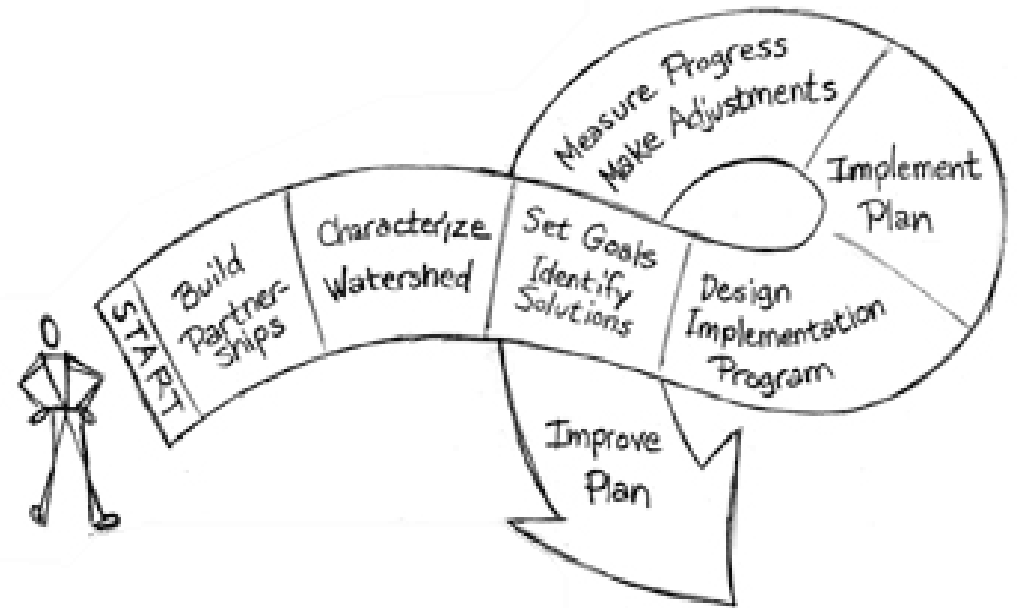 START
Build
Partner-
ships
Characterize
Watershed
Set Goals
Identify
Solutions
Design
Implementation
Program
Implement
Plan
Measure Progress
Make Adjustments
Improve
Plan